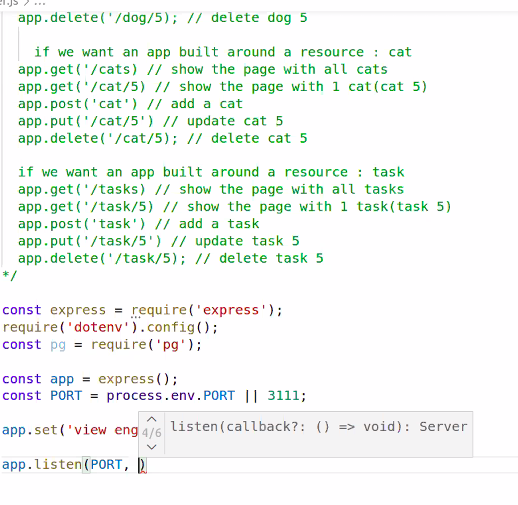 er.js > ...
app.delete('/dog/5); // delete dog 5
if we want an app built around a resource : cat
app.get('/cats) // show the page with all cats
app.get('/cat/5) // show the page with 1 cat(cat 5)
app.post('cat') // add a cat
app.put('/cat/5') // update cat 5
app.delete('/cat/5); // delete cat 5
if we want an app built around a resource : task
app.get('/tasks) // show the page with all tasks
app.get('/task/5) // show the page with 1 task(task 5)
app.post('task') // add a task
app.put('/task/5') // update task 5
app.delete('/task/5); // delete task 5
*/
const express = require('express');
require('dotenv').config();
const pg = require('pg');
const app = express();
const PORT = process.env.PORT || 3111;
app.set('view eng
4/6 listen(callback?: () => void): Server
app.listen(PORT, )